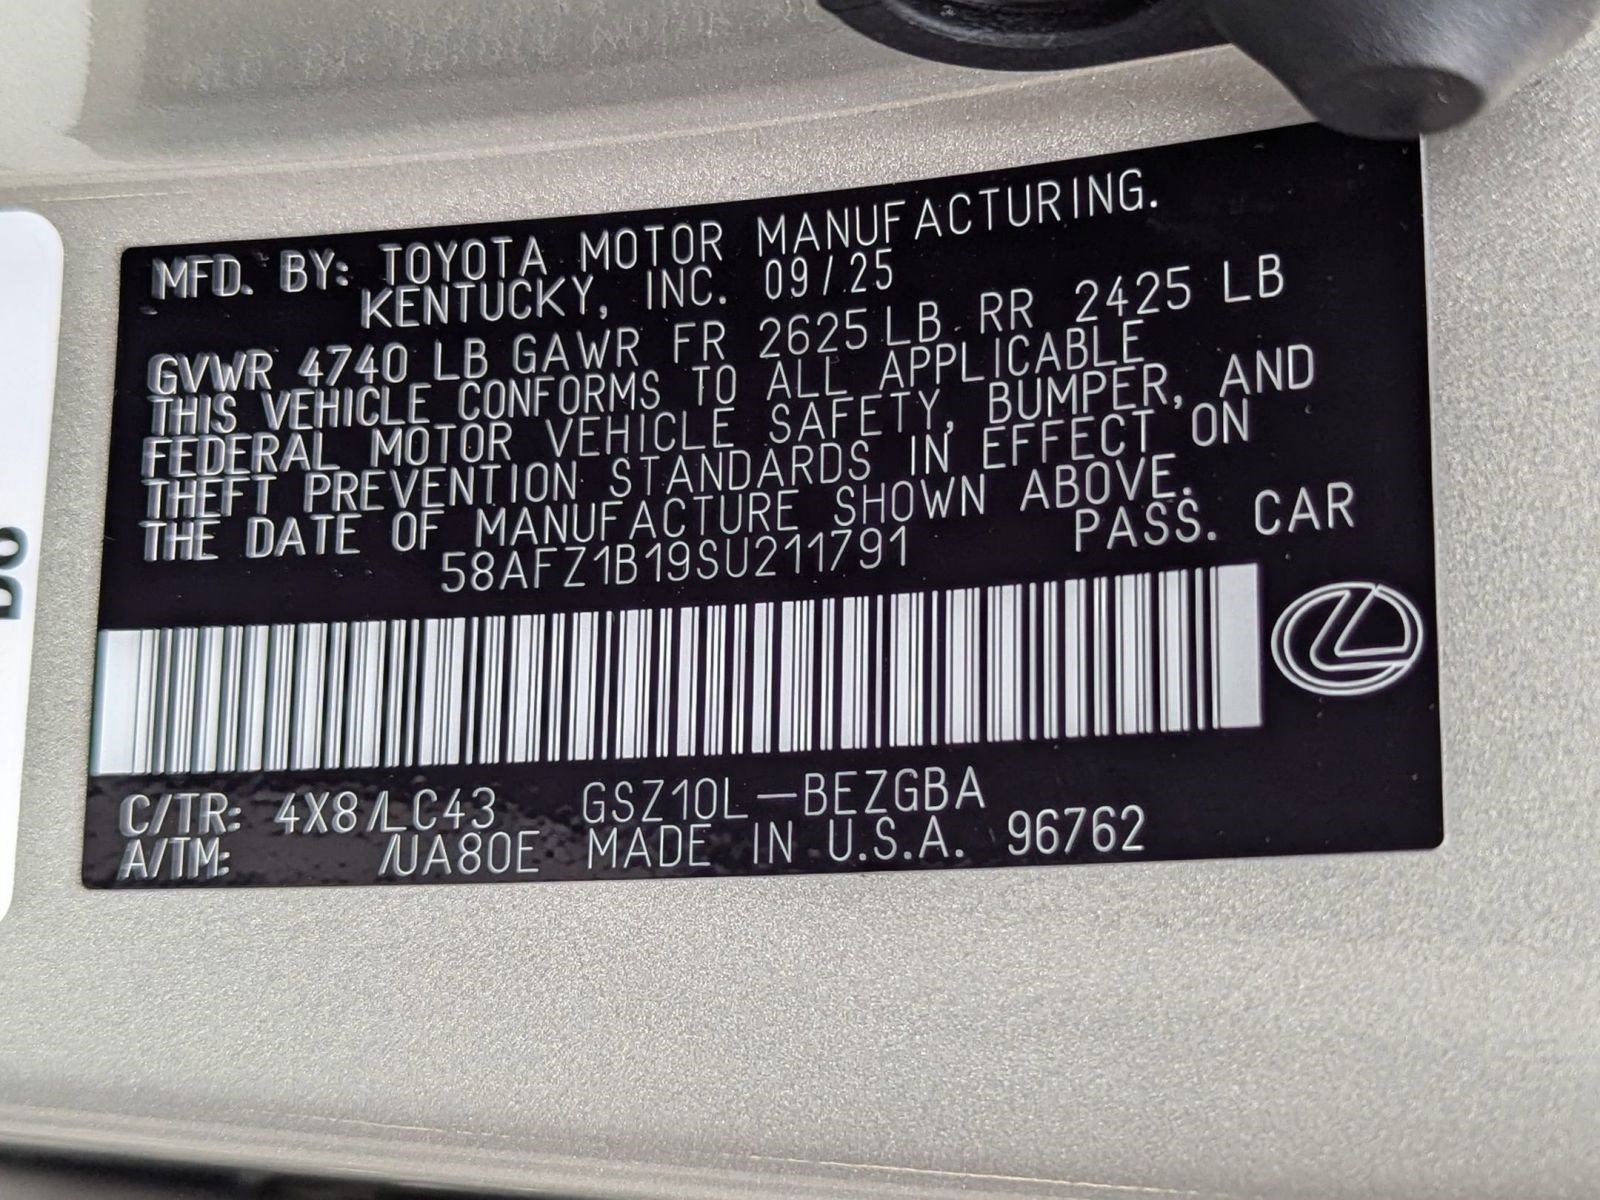 MFD. BY: TOYOTA MOTOR MANUFACTURING.
KENTUCKY, INC. 09/25
GVWR 4740 LB GAWR FR 2625 LB RR 2425 LB
THIS VEHICLE CONFORMS TO ALL APPLICABLE
FEDERAL MOTOR VEHICLE SAFETY, BUMPER, AND
THEFT PREVENTION STANDARDS IN EFFECT ON
THE DATE OF MANUFACTURE SHOWN ABOVE.
58AFZ1B19SU211791 PASS. CAR
C/TR: 4X8/LC43 GSZ10L-BEZGBA
A/TM: /UA80E MADE IN U.S.A. 96762